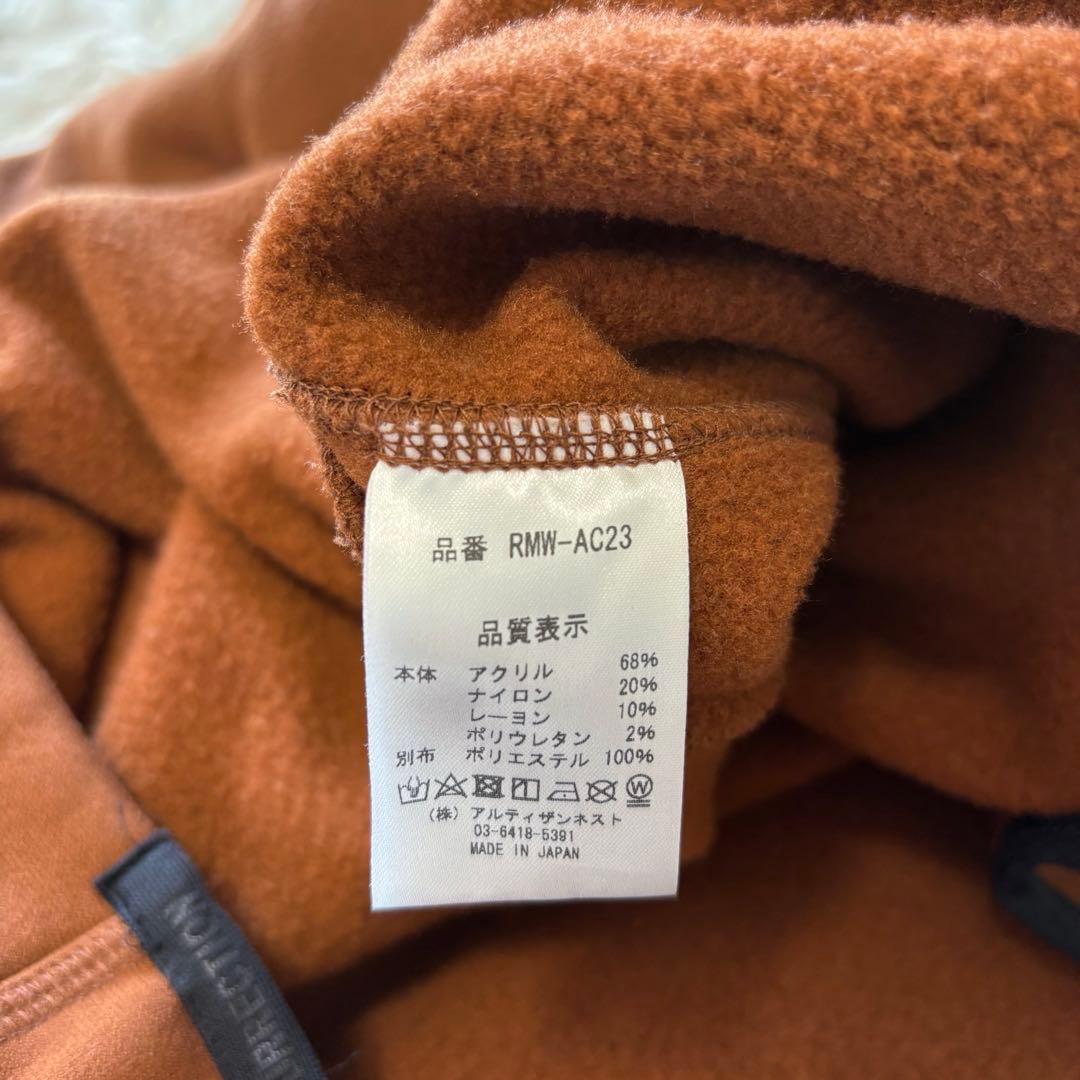 品番 RMW-AC23
品質表示
本体 アクリル 68%
ナイロン 20%
レーヨン 10%
ポリウレタン 2%
別布 ポリエステル 100%
W
(株) アルティザンネスト
03-6418-5391
MADE IN JAPAN